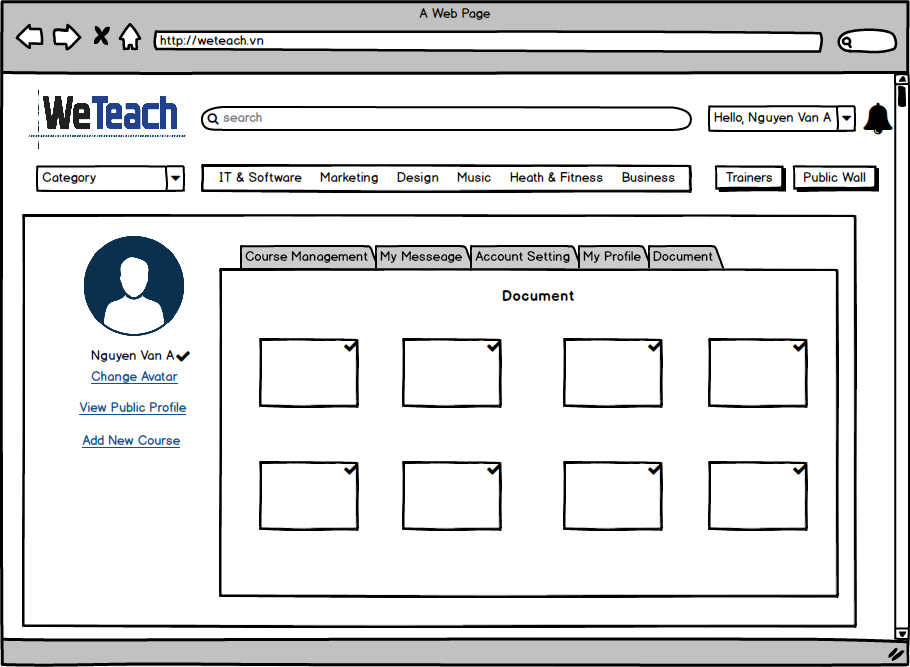 A Web Page
http://weteach.vn
WeTeach
search
Hello, Nguyen Van A
Category
IT & Software Marketing Design Music Heath & Fitness Business
Trainers
Public Wall
Course Management My Messeage Account Setting My Profile Document
Document
Nguyen Van A
Change Avatar
View Public Profile
Add New Course